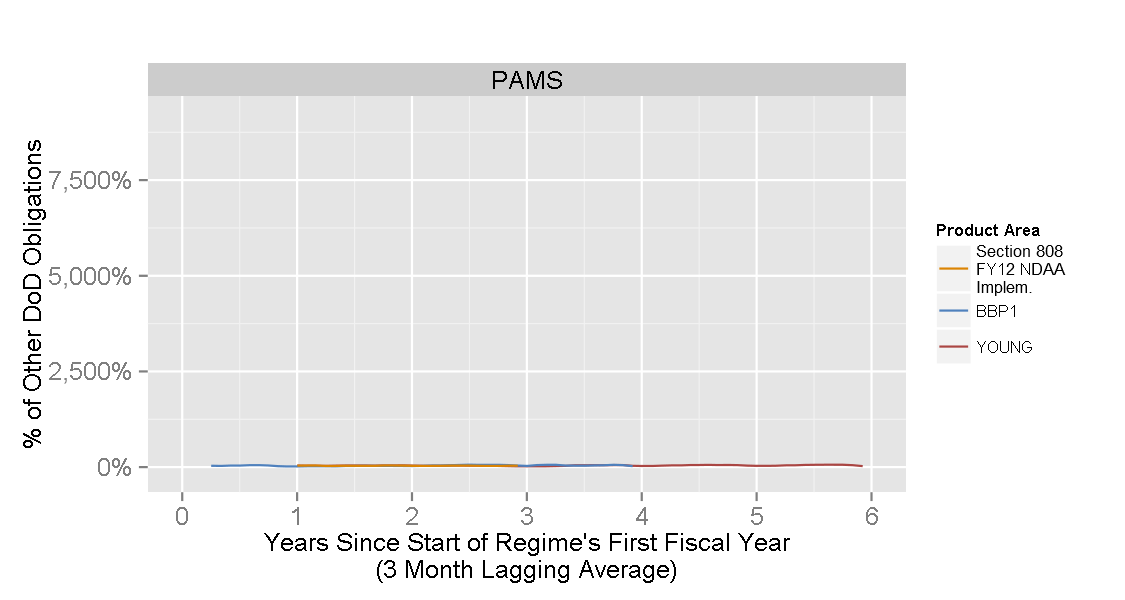 PAMS
% of Other DoD Obligations
7,500%
5,000%
2,500%
0%
0 1 2 3 4 5 6
Years Since Start of Regime's First Fiscal Year
(3 Month Lagging Average)
Product Area
Section 808
FY12 NDAA
Implem.
BBP1
YOUNG